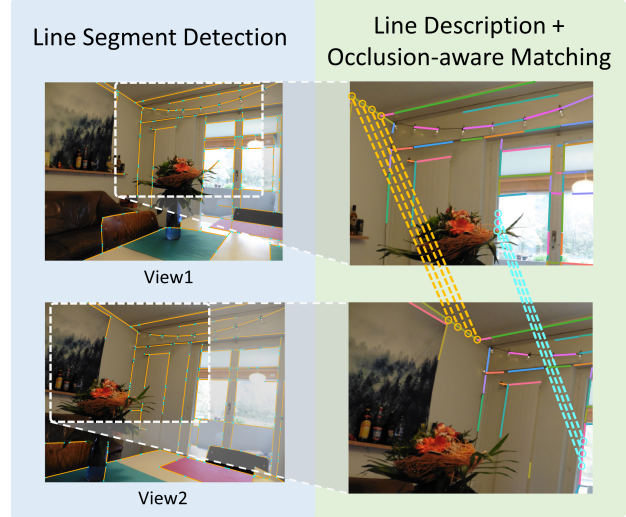 Line Segment Detection
Line Description +
Occlusion-aware Matching
View1
View2